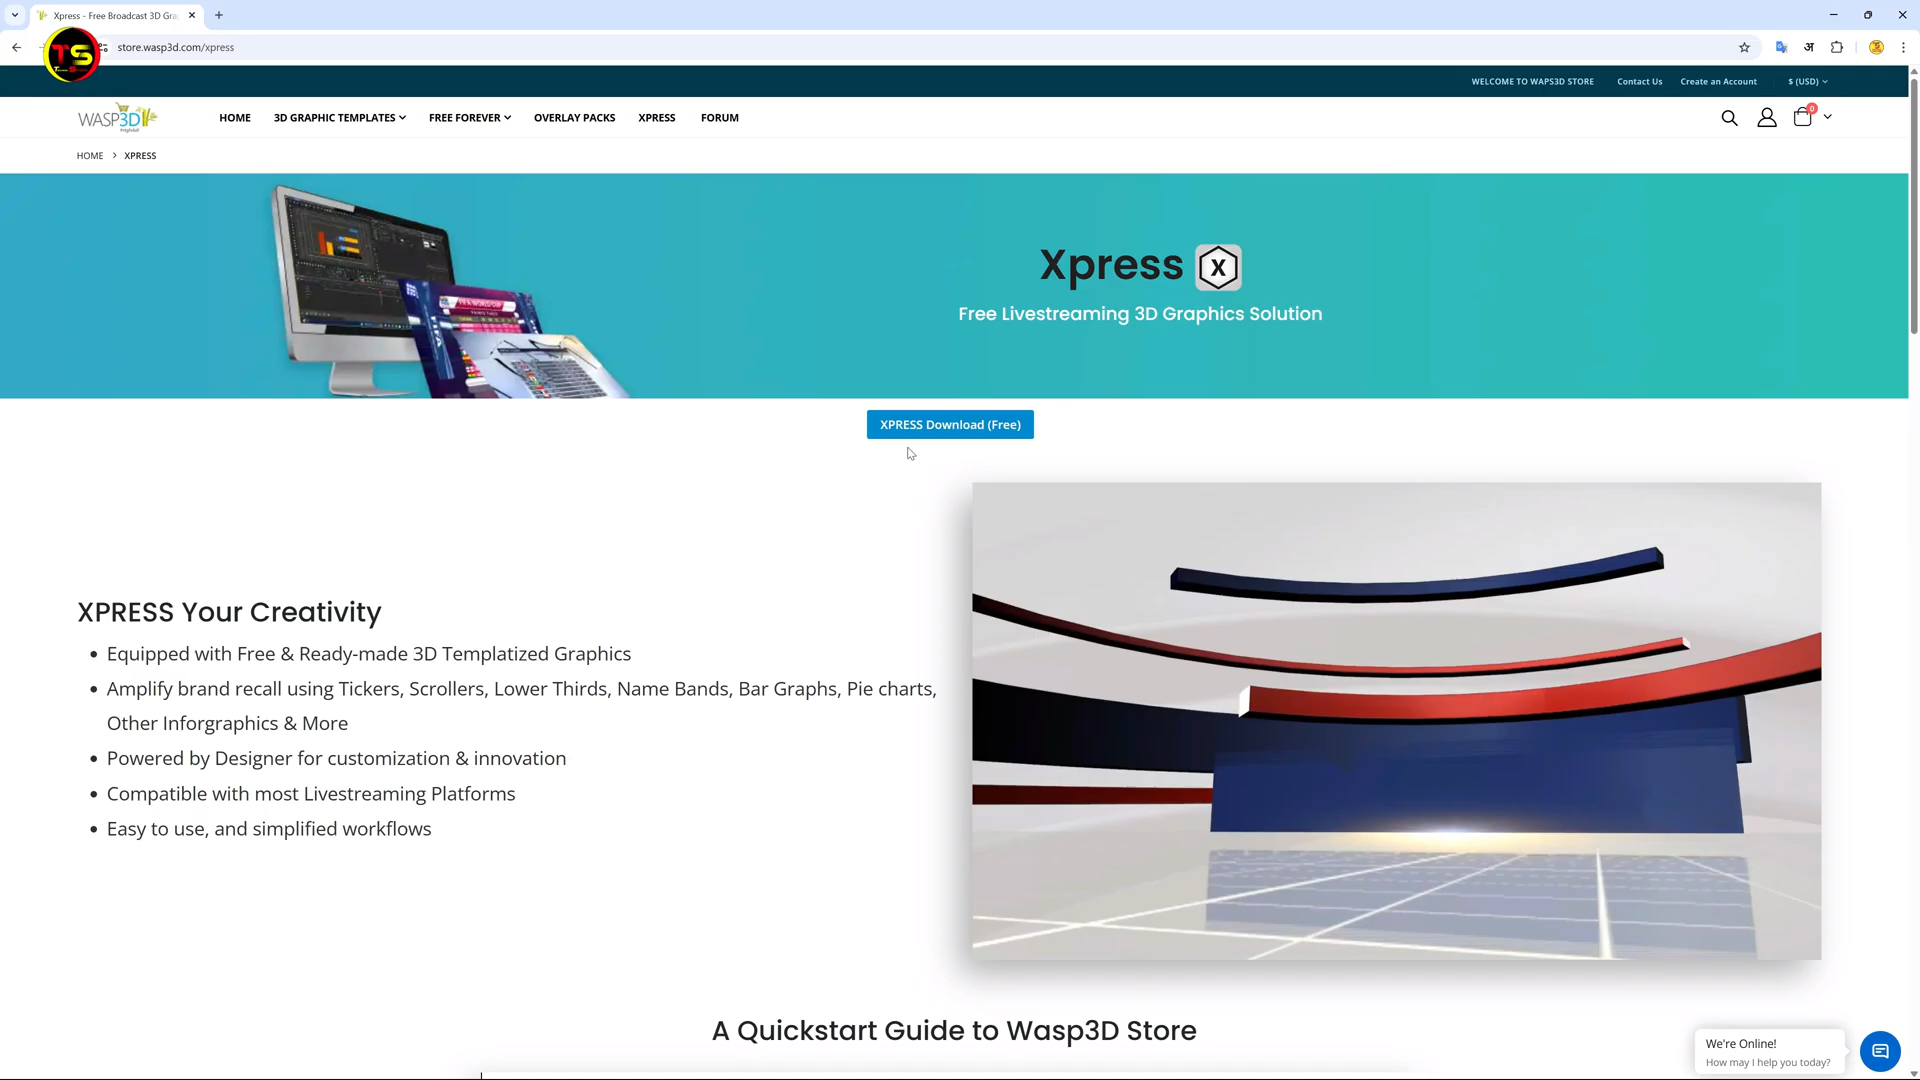 Xpress - Free Broadcast 3D Gra
store.wasp3d.com/xpress
TS
अ
WELCOME TO WAPS3D STORE
Contact Us
Create an Account
$ (USD)
WASP3D
HOME
3D GRAPHIC TEMPLATES
FREE FOREVER
OVERLAY PACKS
XPRESS
FORUM
0
HOME > XPRESS
Xpress X
Free Livestreaming 3D Graphics Solution
XPRESS Download (Free)
XPRESS Your Creativity
Equipped with Free & Ready-made 3D Templatized Graphics
Amplify brand recall using Tickers, Scrollers, Lower Thirds, Name Bands, Bar Graphs, Pie charts,
Other Inforgraphics & More
Powered by Designer for customization & innovation
Compatible with most Livestreaming Platforms
Easy to use, and simplified workflows
A Quickstart Guide to Wasp3D Store
We're Online!
How may I help you today?